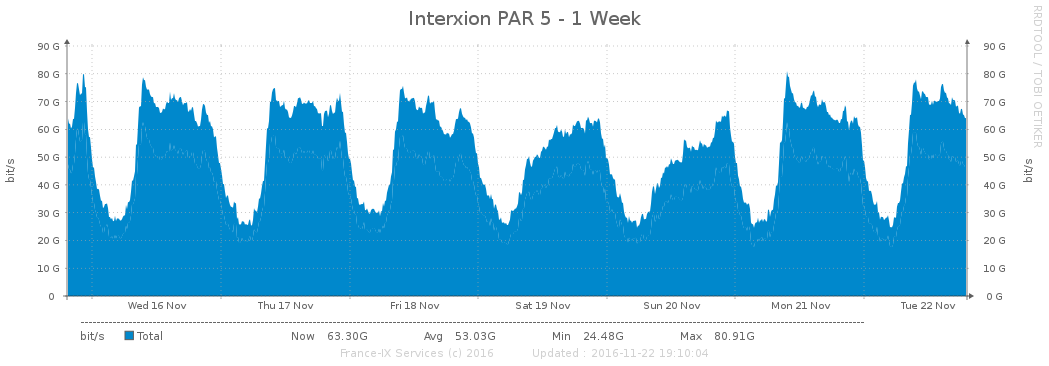 Interxion PAR 5 - 1 Week
RRDTOOL / TOBI OETIKER
bit/s
90 G 90 G
80 G 80 G
70 G 70 G
60 G 60 G
50 G 50 G
40 G 40 G
30 G 30 G
20 G 20 G
10 G 10 G
0 0 G
bit/s
Wed 16 Nov Thu 17 Nov Fri 18 Nov Sat 19 Nov Sun 20 Nov Mon 21 Nov Tue 22 Nov
bit/s Total Now 63.30G Avg 53.03G Min 24.48G Max 80.91G
France-IX Services (c) 2016 Updated : 2016-11-22 19:10:04